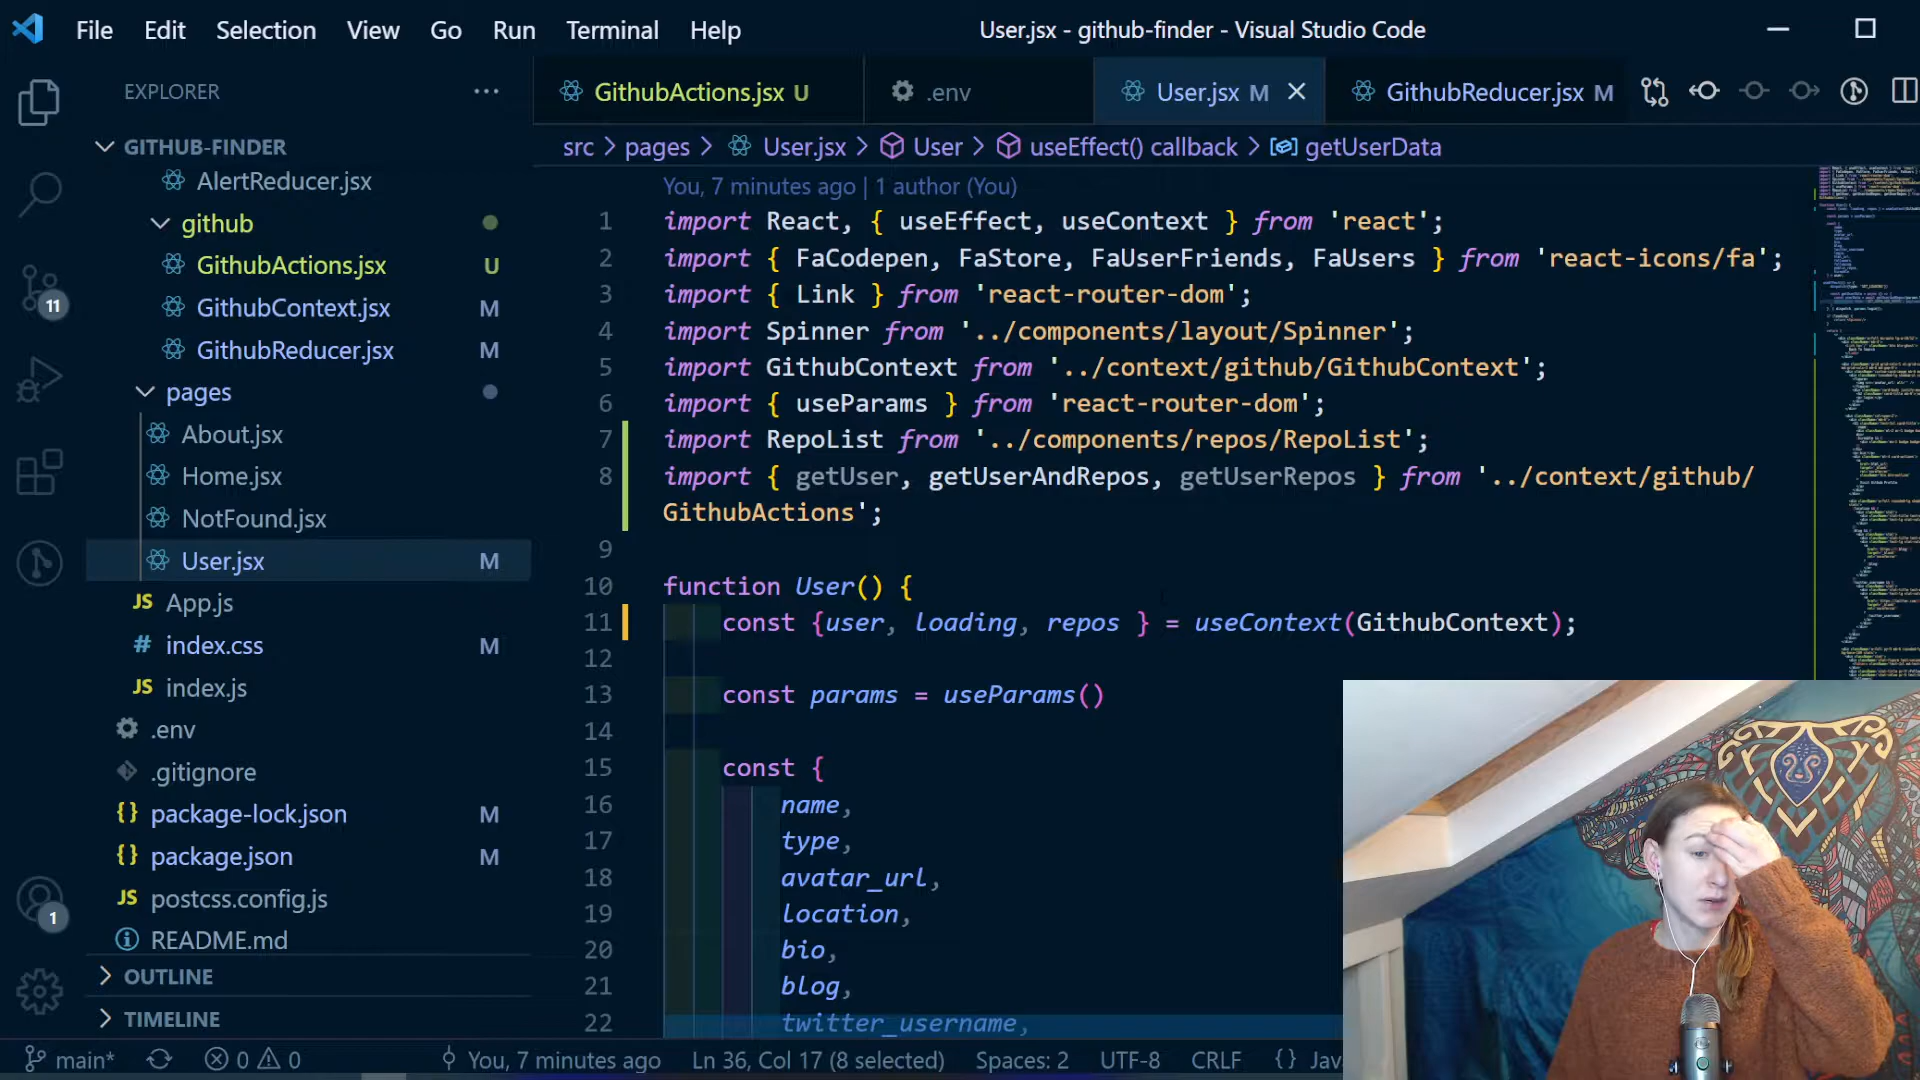 File Edit Selection View Go Run Terminal Help
User.jsx - github-finder - Visual Studio Code
EXPLORER
GITHUB-FINDER
AlertReducer.jsx
github
GithubActions.jsx U
GithubContext.jsx M
GithubReducer.jsx M
pages
About.jsx
Home.jsx
NotFound.jsx
User.jsx M
JS App.js
# index.css M
JS index.js
.env
.gitignore
{} package-lock.json M
{} package.json M
JS postcss.config.js
README.md
OUTLINE
TIMELINE
11
1
GithubActions.jsx U
.env
User.jsx M
GithubReducer.jsx M
src > pages > User.jsx > User > useEffect() callback > getUserData
You, 7 minutes ago | 1 author (You)
1 import React, { useEffect, useContext } from 'react';
2 import { FaCodepen, FaStore, FaUserFriends, FaUsers } from 'react-icons/fa';
3 import { Link } from 'react-router-dom';
4 import Spinner from '../components/layout/Spinner';
5 import GithubContext from '../context/github/GithubContext';
6 import { useParams } from 'react-router-dom';
7 import RepoList from '../components/repos/RepoList';
8 import { getUser, getUserAndRepos, getUserRepos } from '../context/github/
GithubActions';
9
10 function User() {
11 const {user, loading, repos } = useContext(GithubContext);
12
13 const params = useParams()
14
15 const {
16 name,
17 type,
18 avatar_url,
19 location,
20 bio,
21 blog,
22 twitter_username,
main* 0 0 You, 7 minutes ago Ln 36, Col 17 (8 selected) Spaces: 2 UTF-8 CRLF {}